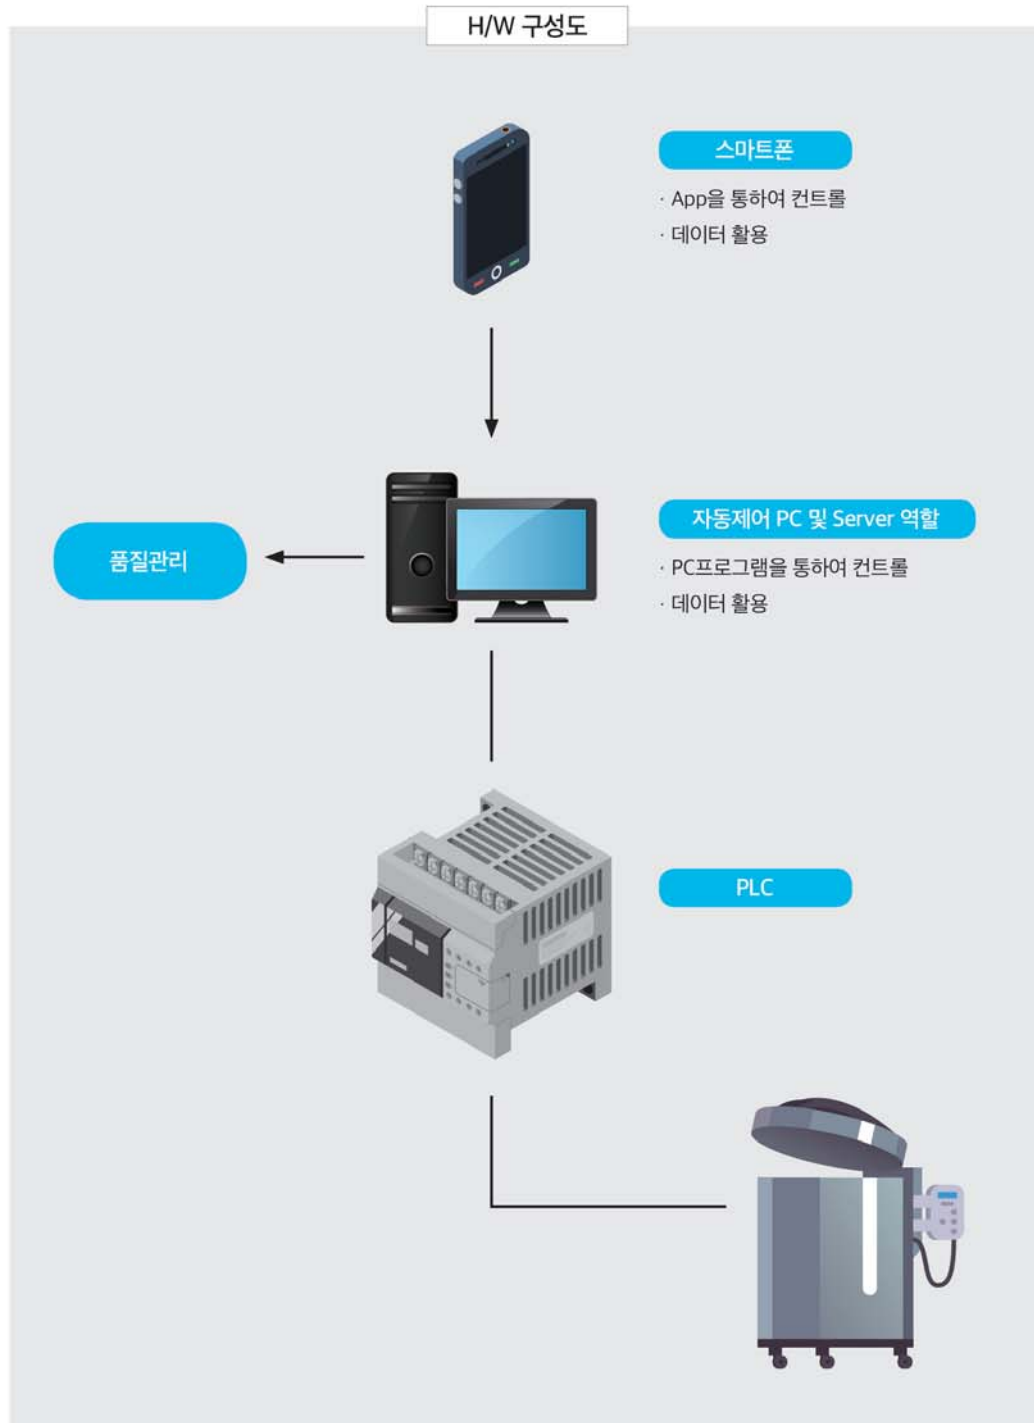 H/W 구성도
스마트폰
· App을 통하여 컨트롤
· 데이터 활용
자동제어 PC 및 Server 역할
· PC프로그램을 통하여 컨트롤
· 데이터 활용
품질관리
PLC